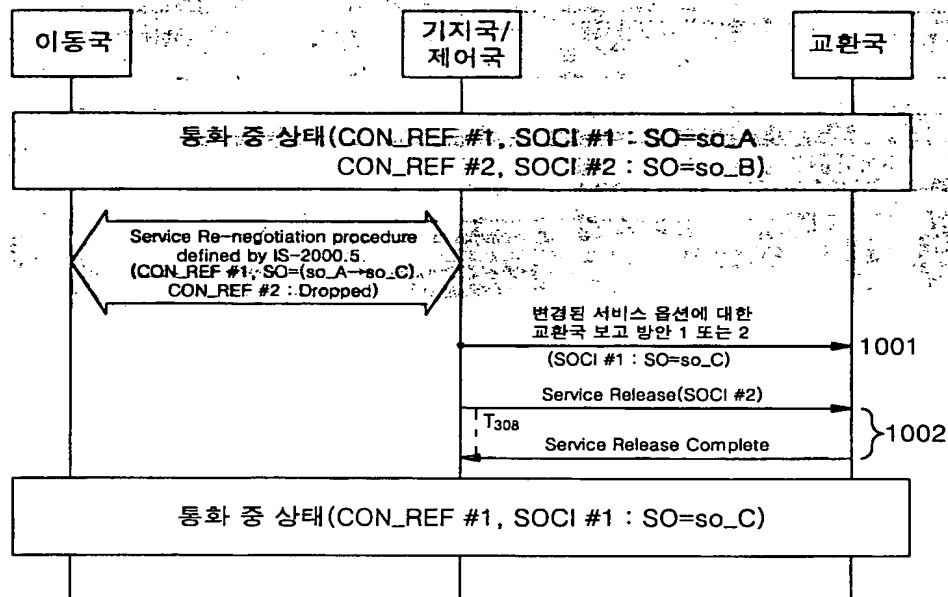 이동국
기지국/
제어국
교환국
통화 중 상태(CON_REF #1, SOCI #1 : SO=so_A
CON_REF #2, SOCI #2 : SO=so_B)
Service Re-negotiation procedure
defined by IS-2000.5
(CON_REF #1, SO=(so_A→so_C)
CON_REF #2 : Dropped)
변경된 서비스 옵션에 대한
교환국 보고 방안 1 또는 2
1001
(SOCI #1 : SO=so_C)
Service Release(SOCI #2)
T308
1002
Service Release Complete
통화 중 상태(CON_REF #1, SOCI #1 : SO=so_C)